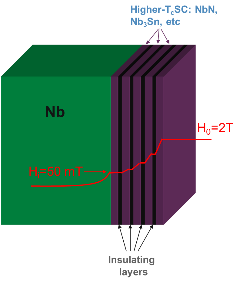 Higher-TcSC: NbN,
Nb3Sn, etc
Nb
H0=2T
Insulating
layers